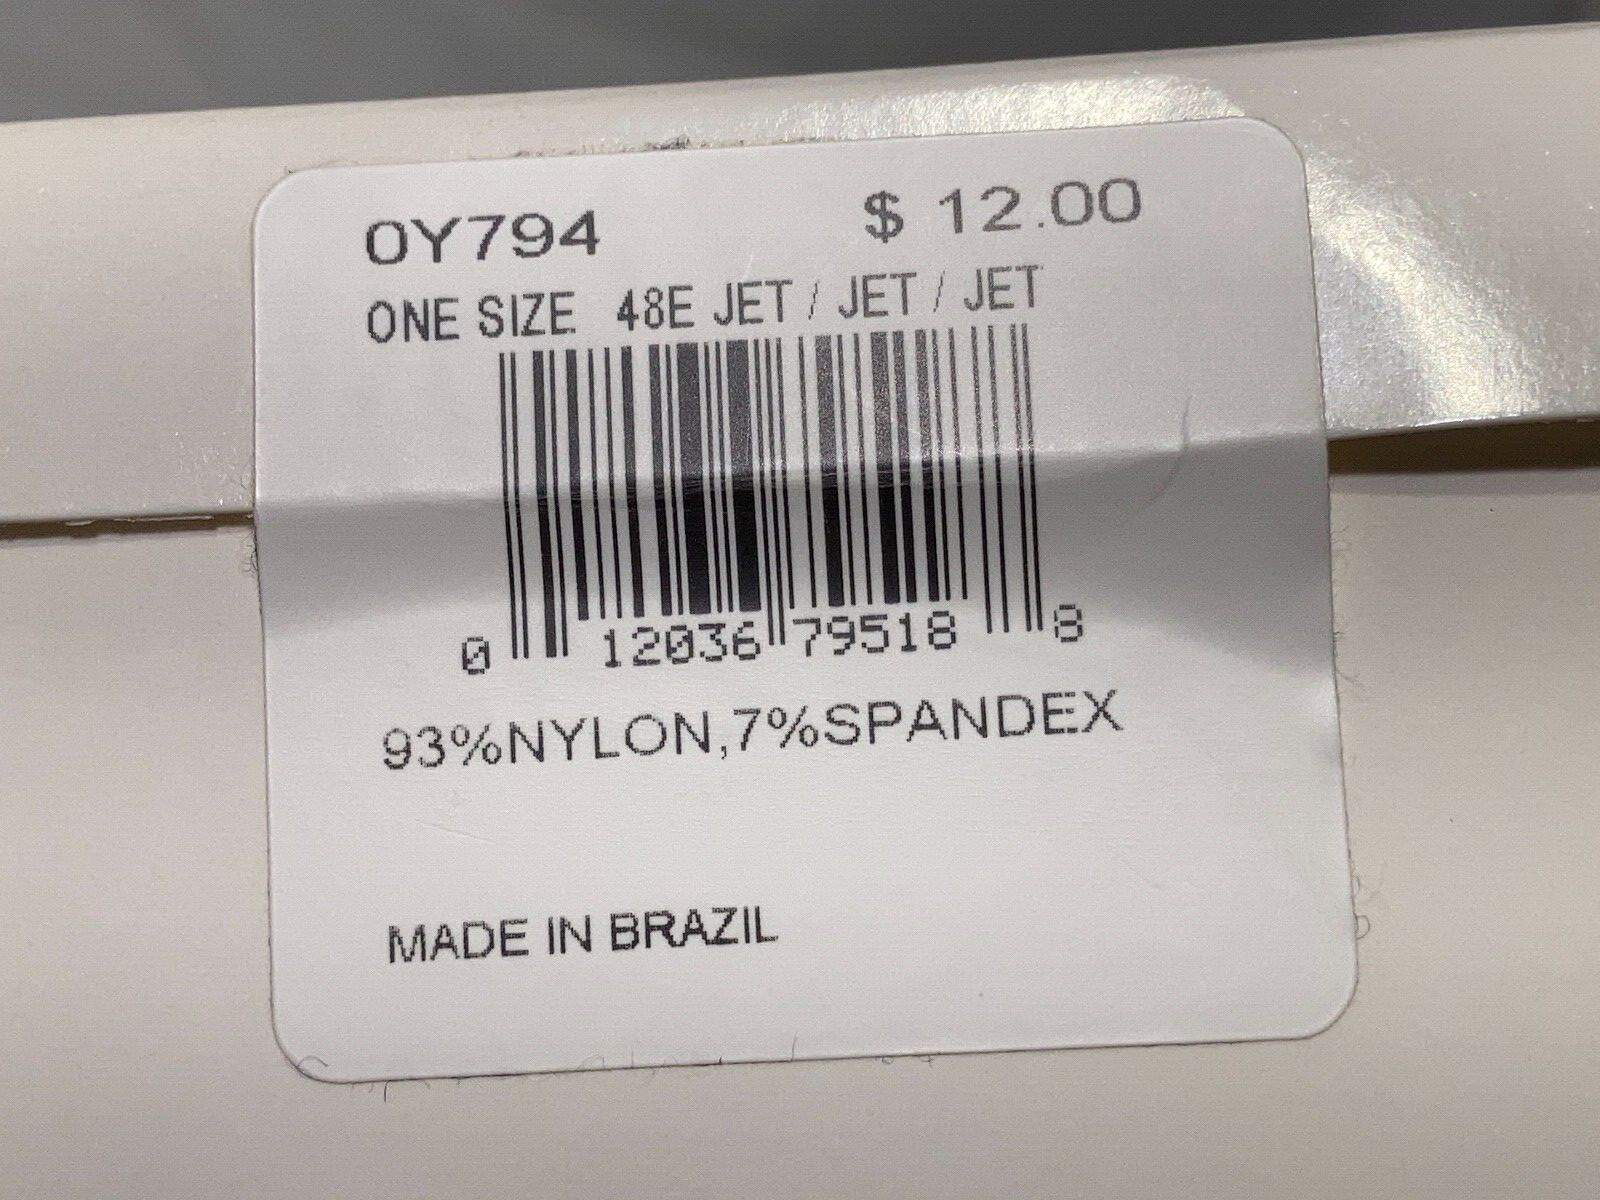 0Y794 $ 12.00
ONE SIZE 48E JET / JET / JET
0 12036 79518 8
93%NYLON,7%SPANDEX
MADE IN BRAZIL